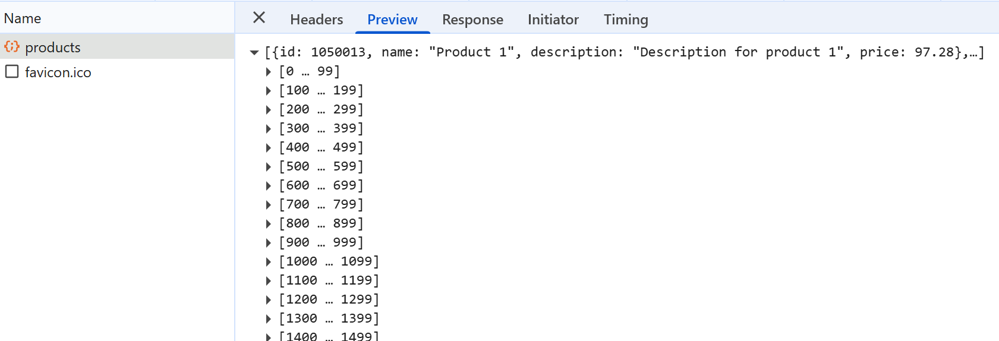 Name
products
favicon.ico
Headers Preview Response Initiator Timing
[{id: 1050013, name: "Product 1", description: "Description for product 1", price: 97.28},…]
[0 … 99]
[100 … 199]
[200 … 299]
[300 … 399]
[400 … 499]
[500 … 599]
[600 … 699]
[700 … 799]
[800 … 899]
[900 … 999]
[1000 … 1099]
[1100 … 1199]
[1200 … 1299]
[1300 … 1399]
[1400 … 1499]